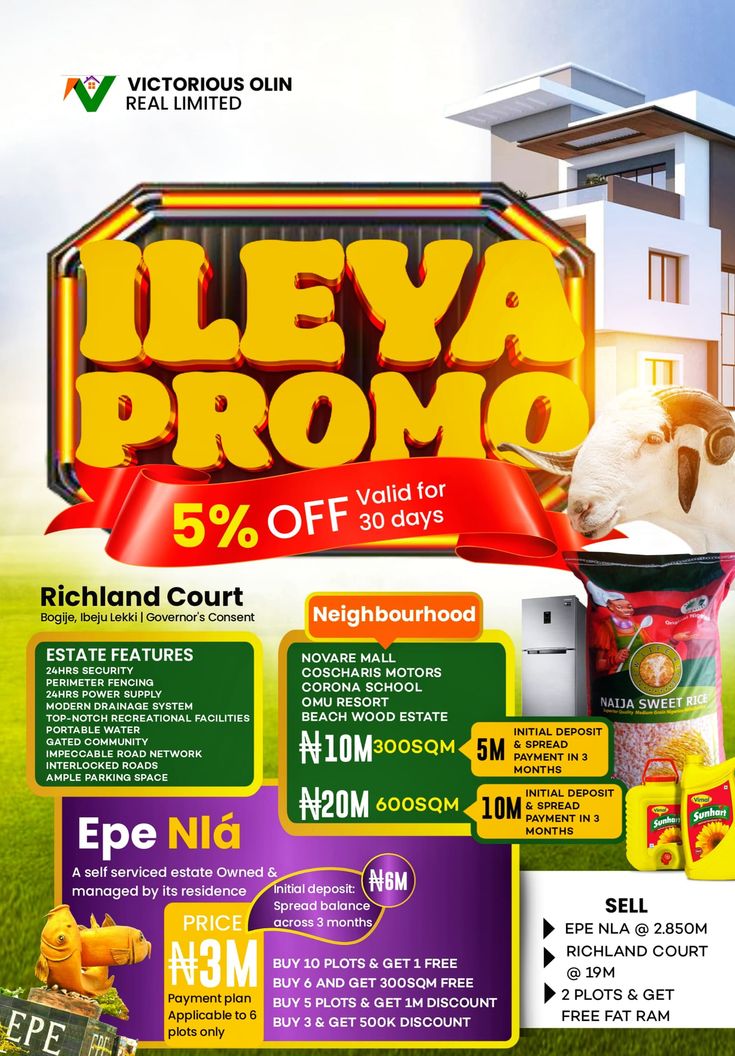 VICTORIOUS OLIN
REAL LIMITED
ILEYA
PROMO
5% OFF Valid for
30 days
Richland Court
Bogije, Ibeju Lekki | Governor's Consent
ESTATE FEATURES
24HRS SECURITY
PERIMETER FENCING
24HRS POWER SUPPLY
MODERN DRAINAGE SYSTEM
TOP-NOTCH RECREATIONAL FACILITIES
PORTABLE WATER
GATED COMMUNITY
IMPECCABLE ROAD NETWORK
INTERLOCKED ROADS
AMPLE PARKING SPACE
Neighbourhood
NOVARE MALL
COSCHARIS MOTORS
CORONA SCHOOL
OMU RESORT
BEACH WOOD ESTATE
₦10M 300SQM
5M INITIAL DEPOSIT
& SPREAD
PAYMENT IN 3
MONTHS
₦20M 600SQM
10M INITIAL DEPOSIT
& SPREAD
PAYMENT IN 3
MONTHS
NAIJA SWEET RICE
Vimal
Sunhart
Vimal
Sunhart
Epe Nlá
A self serviced estate Owned &
managed by its residence
Initial deposit:
Spread balance
across 3 months
₦6M
PRICE
₦3M
Payment plan
Applicable to 6
plots only
BUY 10 PLOTS & GET 1 FREE
BUY 6 AND GET 300SQM FREE
BUY 5 PLOTS & GET 1M DISCOUNT
BUY 3 & GET 500K DISCOUNT
EPE
EPE
SELL
EPE NLA @ 2.850M
RICHLAND COURT
@ 19M
2 PLOTS & GET
FREE FAT RAM